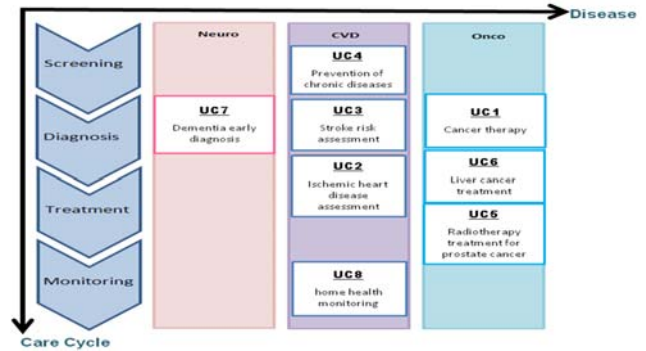 Disease
Neuro
CVD
Onco
Screening
Diagnosis
Treatment
Monitoring
UC7
Dementia early
diagnosis
UC4
Prevention of
chronic diseases
UC3
Stroke risk
assessment
UC2
Ischemic heart
disease
assessment
UC8
home health
monitoring
UC1
Cancer therapy
UC6
Liver cancer
treatment
UC5
Radiotherapy
treatment for
prostate cancer
Care Cycle